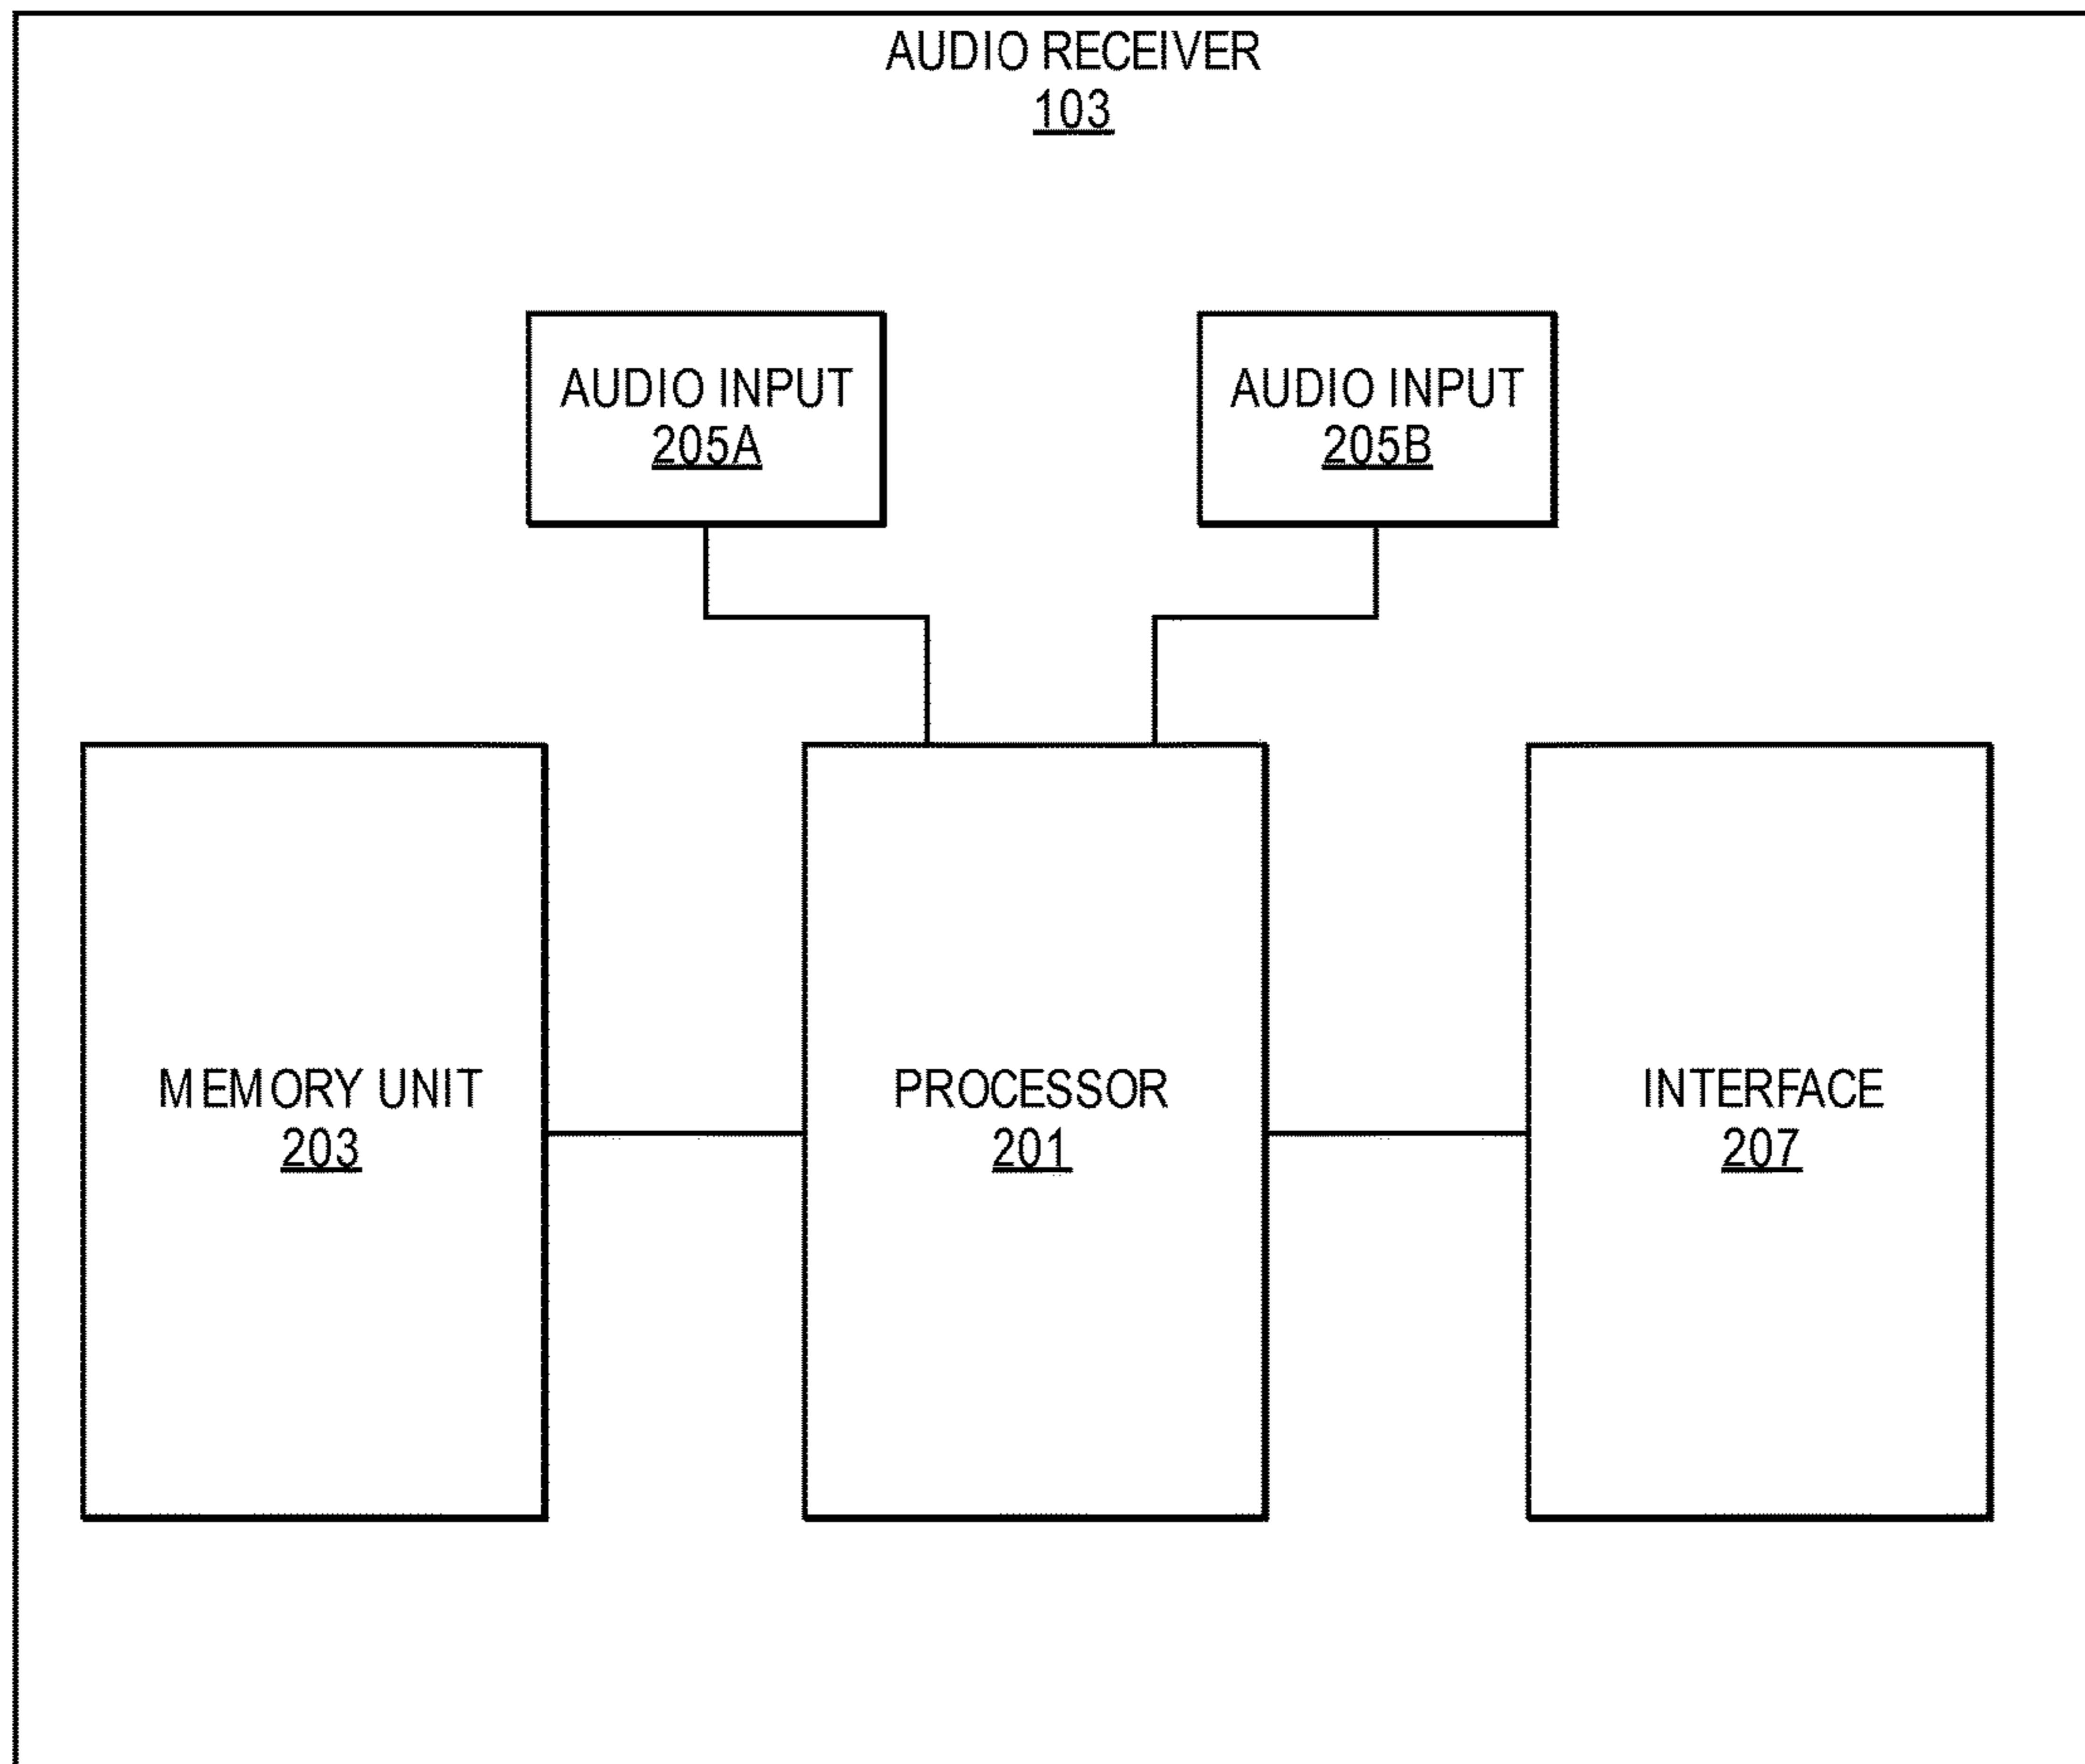 AUDIO RECEIVER
103
AUDIO INPUT
205A
AUDIO INPUT
205B
MEMORY UNIT
203
PROCESSOR
201
INTERFACE
207